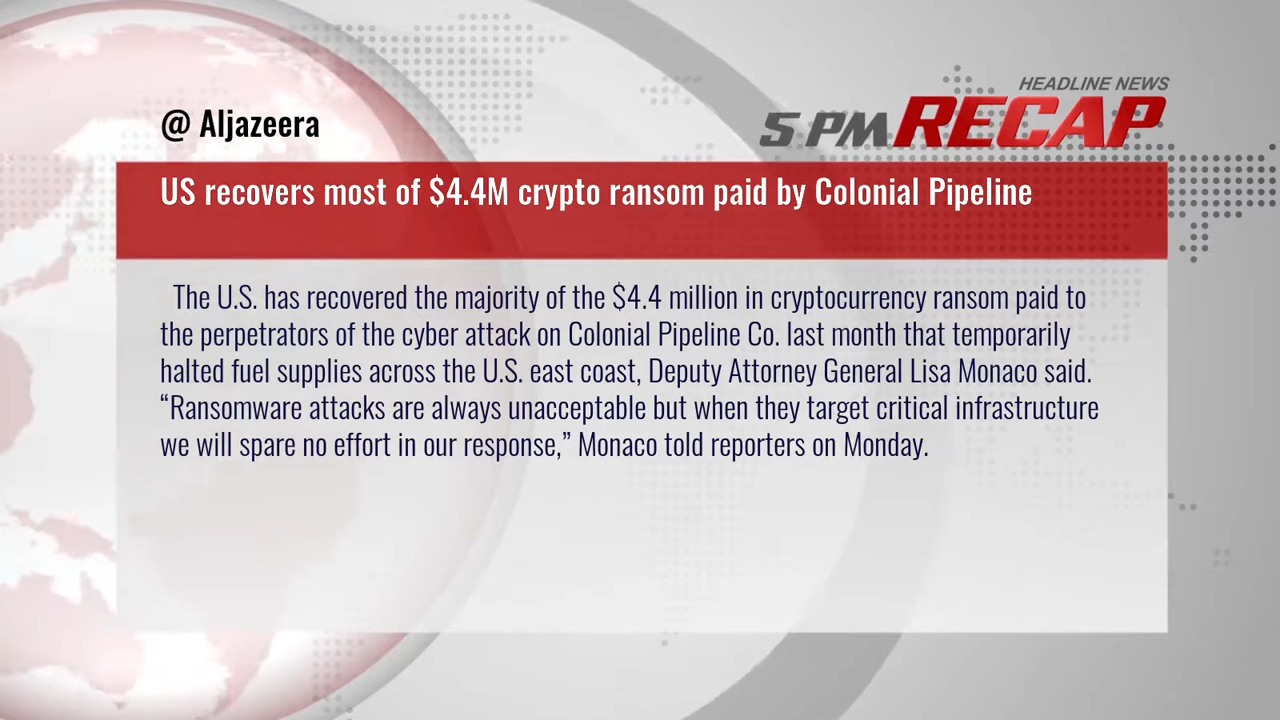 HEADLINE NEWS
@ Aljazeera
5 PM RECAP
US recovers most of $4.4M crypto ransom paid by Colonial Pipeline
The U.S. has recovered the majority of the $4.4 million in cryptocurrency ransom paid to
the perpetrators of the cyber attack on Colonial Pipeline Co. last month that temporarily
halted fuel supplies across the U.S. east coast, Deputy Attorney General Lisa Monaco said.
“Ransomware attacks are always unacceptable but when they target critical infrastructure
we will spare no effort in our response,” Monaco told reporters on Monday.